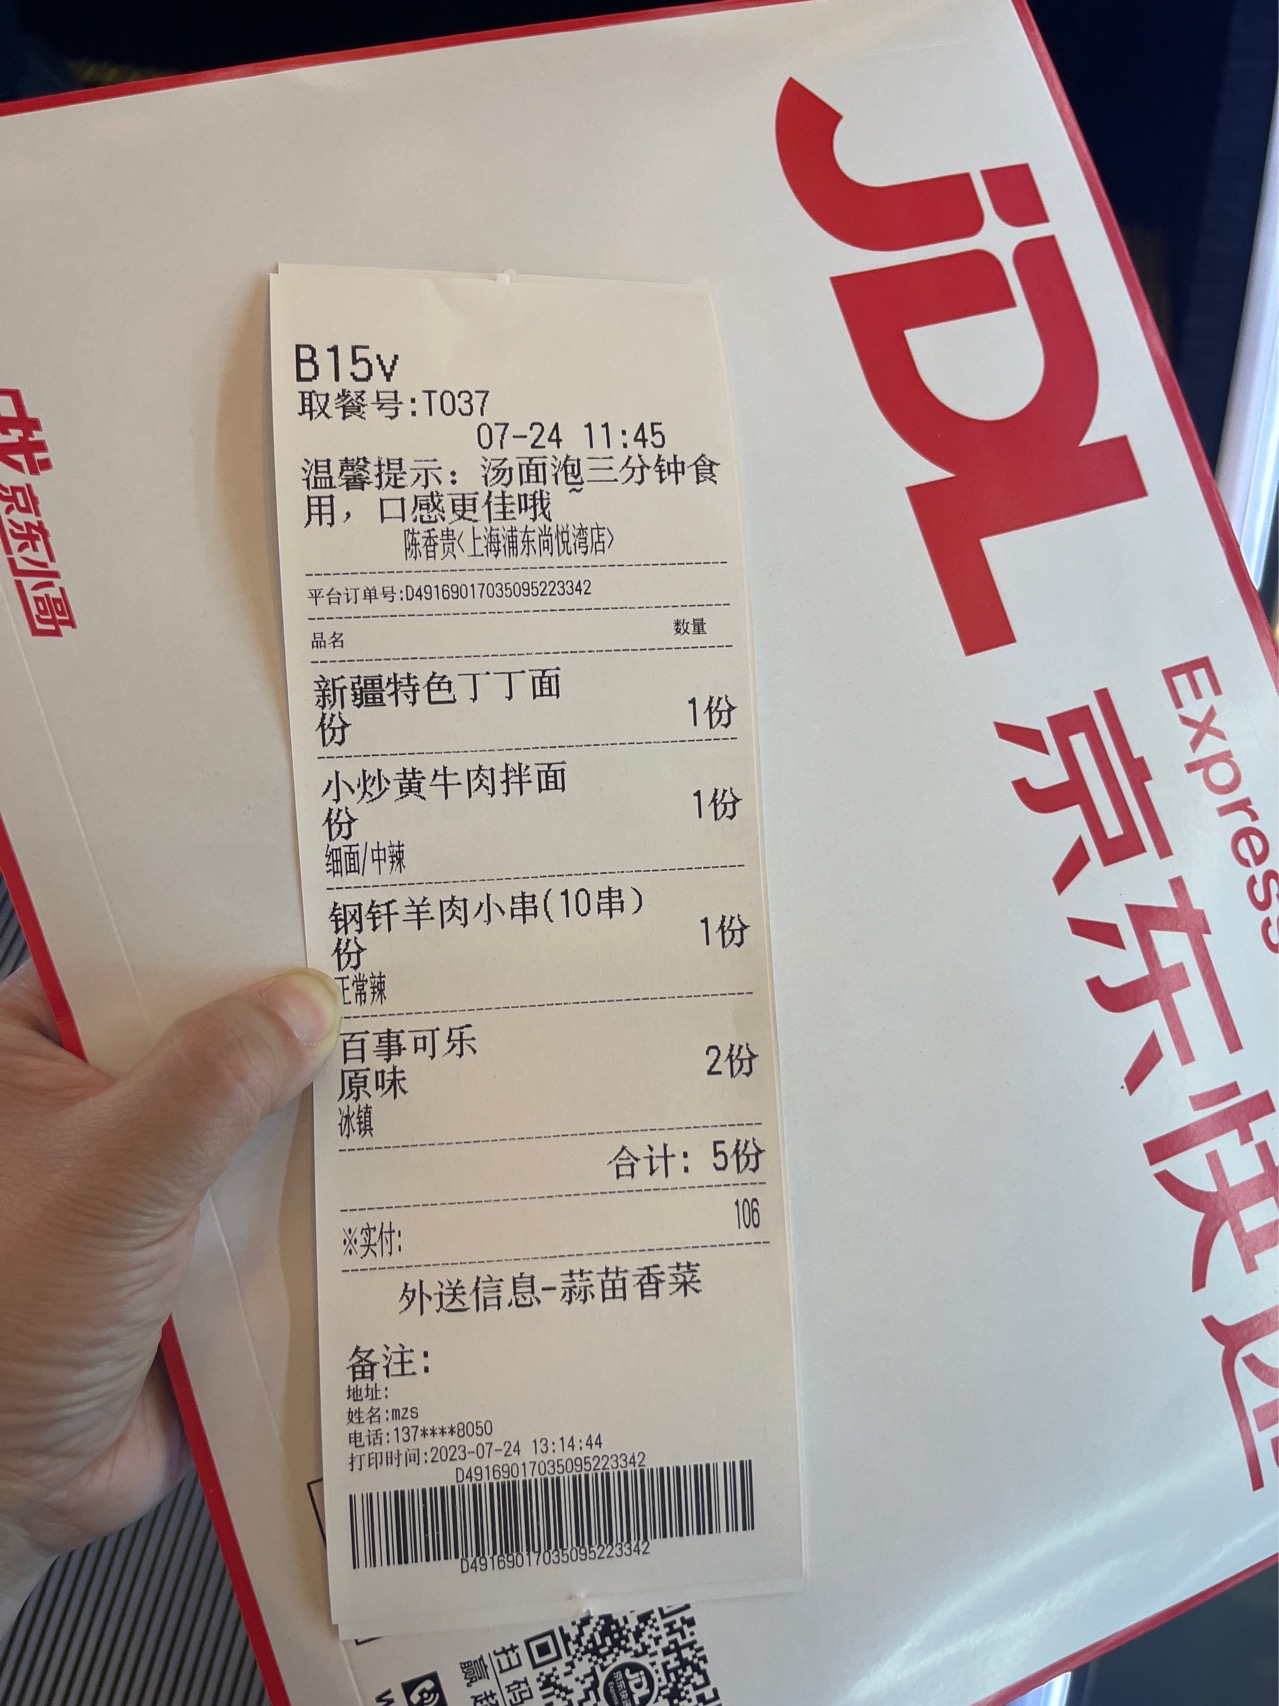 B15v
取餐号:T037
07-24 11:45
温馨提示：汤面泡三分钟食
用，口感更佳哦~
陈香贵<上海浦东尚悦湾店>
平台订单号:D49169017035095223342
品名 数量
新疆特色丁丁面
份 1份
小炒黄牛肉拌面
份 1份
细面/中辣
钢钎羊肉小串(10串)
份 1份
正常辣
百事可乐
原味 2份
冰镇
合计: 5份
※实付: 106
外送信息-蒜苗香菜
备注:
地址:
姓名:mzs
电话:137****8050
打印时间:2023-07-24 13:14:44
D49169017035095223342
D49169017035095223342
JDL
京东快递
Express
找京东小哥
扫码